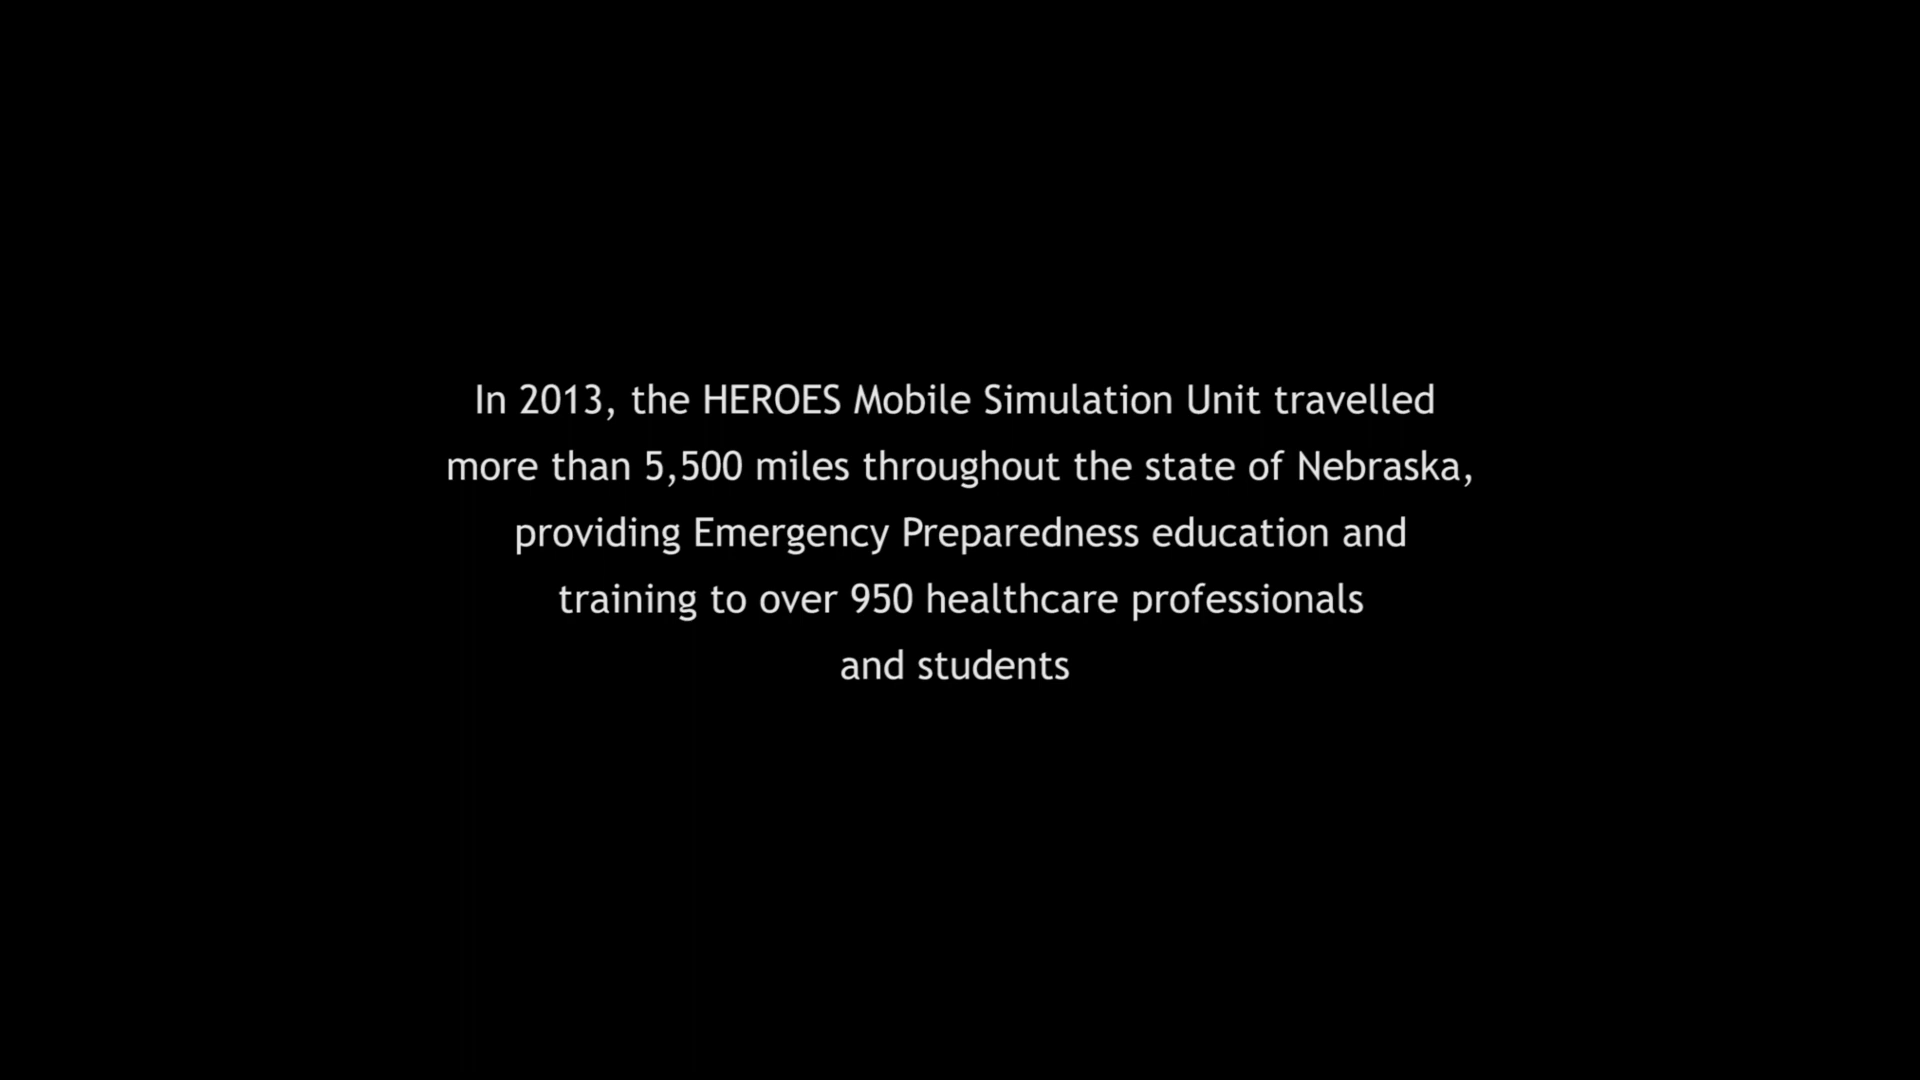 In 2013, the HEROES Mobile Simulation Unit travelled
more than 5,500 miles throughout the state of Nebraska,
providing Emergency Preparedness education and
training to over 950 healthcare professionals
and students